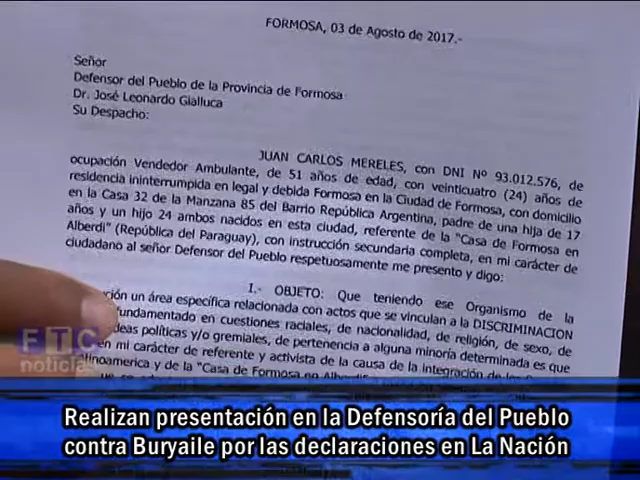 FORMOSA, 03 de Agosto de 2017.-
Señor
Defensor del Pueblo de la Provincia de Formosa
Dr. José Leonardo Gialluca
Su Despacho:
JUAN CARLOS MERELES, con DNI Nº 93.012.576, de
ocupación Vendedor Ambulante, de 51 años de edad, con veinticuatro (24) años de
residencia ininterrumpida en legal y debida Formosa en la Ciudad de Formosa, con domicilio
en la Casa 32 de la Manzana 85 del Barrio República Argentina, padre de una hija de 17
años y un hijo 24 ambos nacidos en esta ciudad, referente de la "Casa de Formosa en
Alberdi" (República del Paraguay), con instrucción secundaria completa, en mi carácter de
ciudadano al señor Defensor del Pueblo respetuosamente me presento y digo:
I.- OBJETO: Que teniendo ese Organismo de la
un área específica relacionada con actos que se vinculan a la DISCRIMINACION
fundamentado en cuestiones raciales, de nacionalidad, de religión, de sexo, de
ideas políticas y/o gremiales, de pertenencia a alguna minoría determinada es que
en mi carácter de referente y activista de la causa de la integración de
y de la "Casa de Formosa
FTC
noticias
Realizan presentación en la Defensoría del Pueblo
contra Buryaile por las declaraciones en La Nación